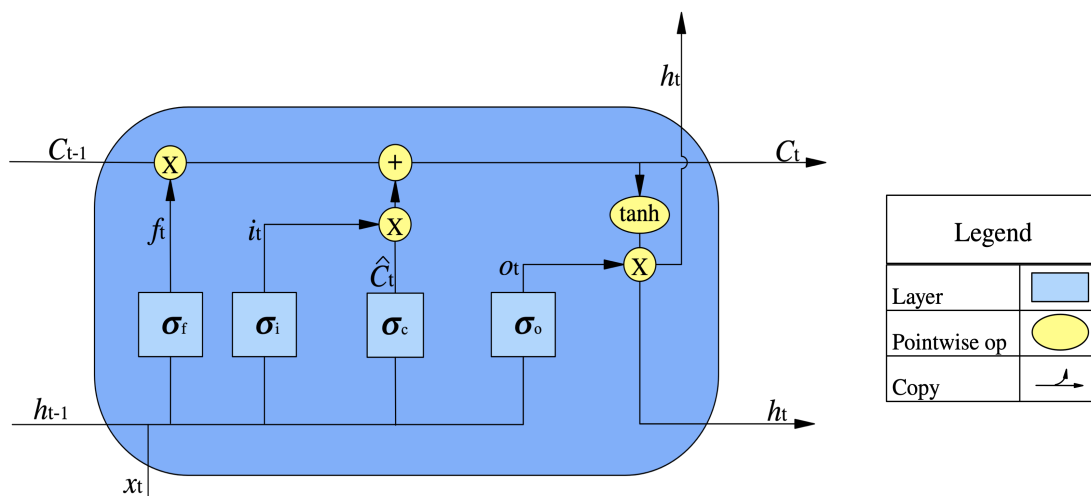 hₜ
Cₜ₋₁
X
+
Cₜ
tanh
fₜ
iₜ
X
Ĉₜ
oₜ
X
σf
σi
σc
σo
hₜ₋₁
hₜ
xₜ
Legend
Layer
Pointwise op
Copy